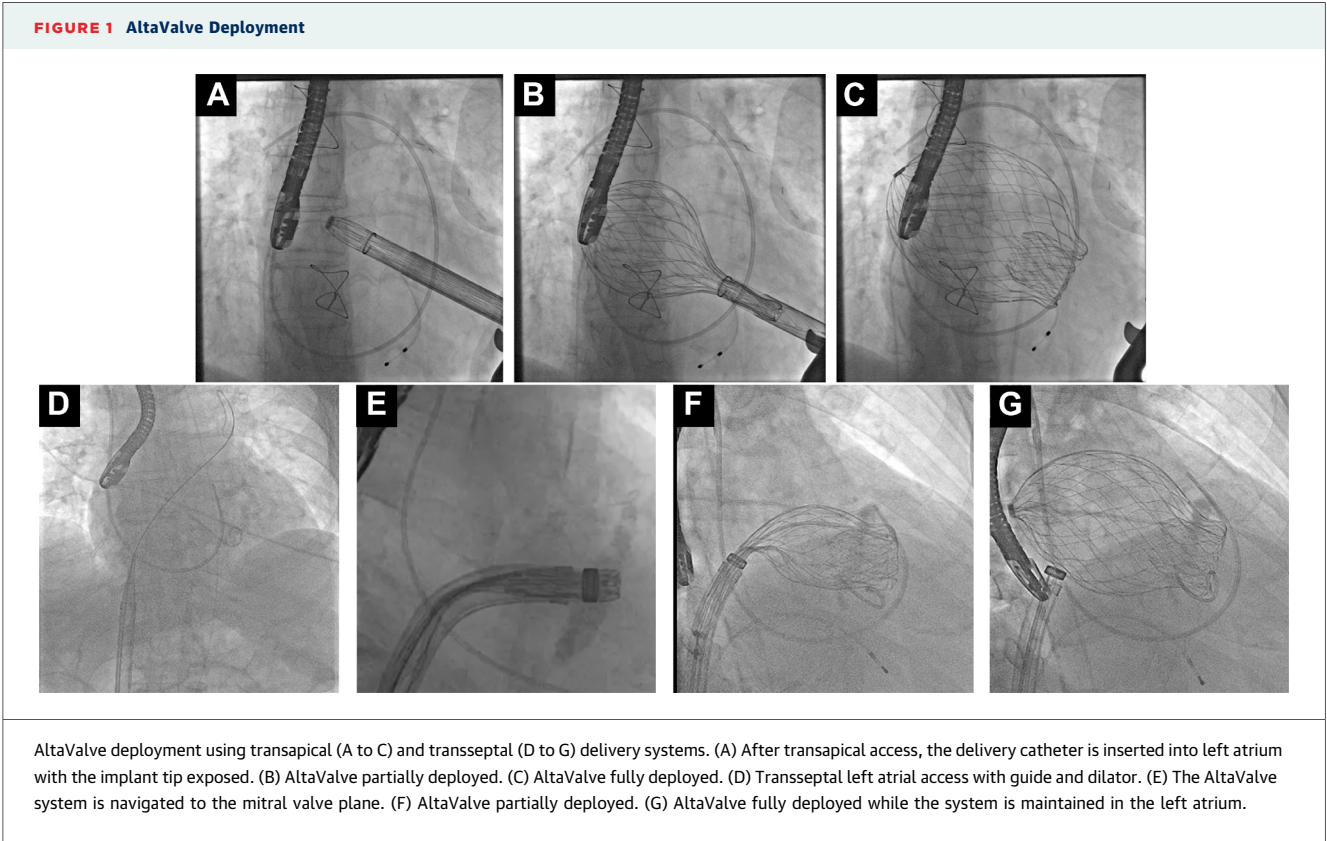 FIGURE 1 AltaValve Deployment
A
B
C
D
E
F
G
AltaValve deployment using transapical (A to C) and transseptal (D to G) delivery systems. (A) After transapical access, the delivery catheter is inserted into left atrium
with the implant tip exposed. (B) AltaValve partially deployed. (C) AltaValve fully deployed. (D) Transseptal left atrial access with guide and dilator. (E) The AltaValve
system is navigated to the mitral valve plane. (F) AltaValve partially deployed. (G) AltaValve fully deployed while the system is maintained in the left atrium.